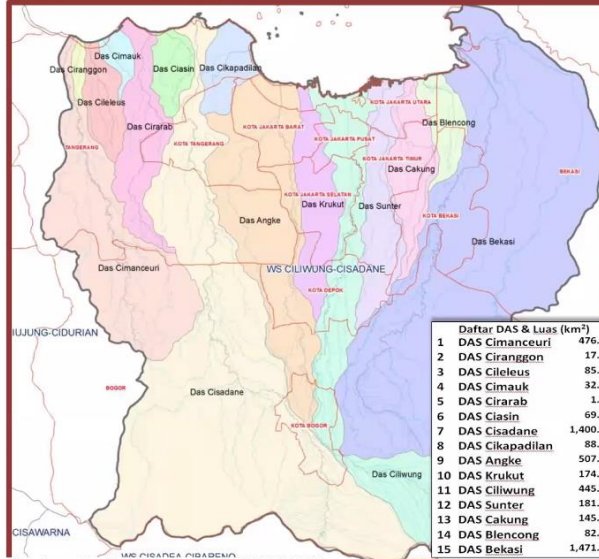 Das Ciranggon
Das Cimauk
Das Ciasin
Das Cikapadilan
Das Cileleus
Das Cirarab
TANGERANG
KOTA TANGERANG
KOTA JAKARTA BARAT
KOTA JAKARTA PUSAT
KOTA JAKARTA UTARA
Das Blencong
KOTA JAKARTA TIMUR
Das Cakung
BEKASI
KOTA JAKARTA SELATAN
Das Krukut
Das Sunter
Das Angke
KOTA BEKASI
Das Bekasi
Das Cimanceuri
WS CILIWUNG-CISADANE
KOTA DEPOK
IUJUNG-CIDURIAN
BOGOR
Das Cisadane
KOTA BOGOR
Das Ciliwung
CISAWARNA
WS CISADEA-CIBARENO
Daftar DAS & Luas (km²)
1 DAS Cimanceuri 476.
2 DAS Ciranggon 17.
3 DAS Cileleus 85.
4 DAS Cimauk 32.
5 DAS Cirarab 1.
6 DAS Ciasin 69.
7 DAS Cisadane 1,400.
8 DAS Cikapadilan 88.
9 DAS Angke 507.
10 DAS Krukut 174.
11 DAS Ciliwung 445.
12 DAS Sunter 181.
13 DAS Cakung 145.
14 DAS Blencong 82.
15 DAS Bekasi 1,471.